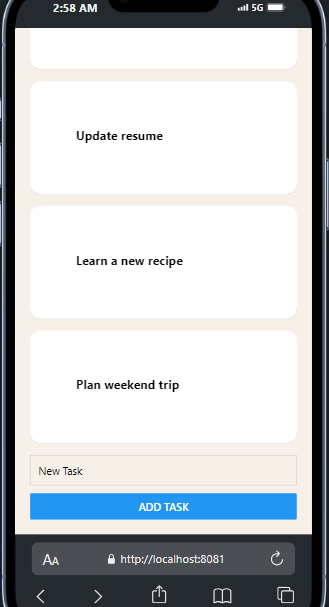 2:58 AM
5G
Update resume
Learn a new recipe
Plan weekend trip
New Task
ADD TASK
AA
http://localhost:8081